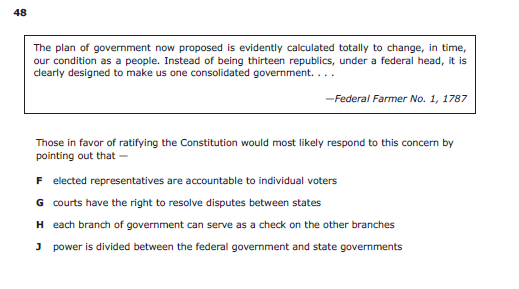 48
The plan of government now proposed is evidently calculated totally to change, in time,
our condition as a people. Instead of being thirteen republics, under a federal head, it is
clearly designed to make us one consolidated government. . . .
—Federal Farmer No. 1, 1787
Those in favor of ratifying the Constitution would most likely respond to this concern by
pointing out that —
F elected representatives are accountable to individual voters
G courts have the right to resolve disputes between states
H each branch of government can serve as a check on the other branches
J power is divided between the federal government and state governments